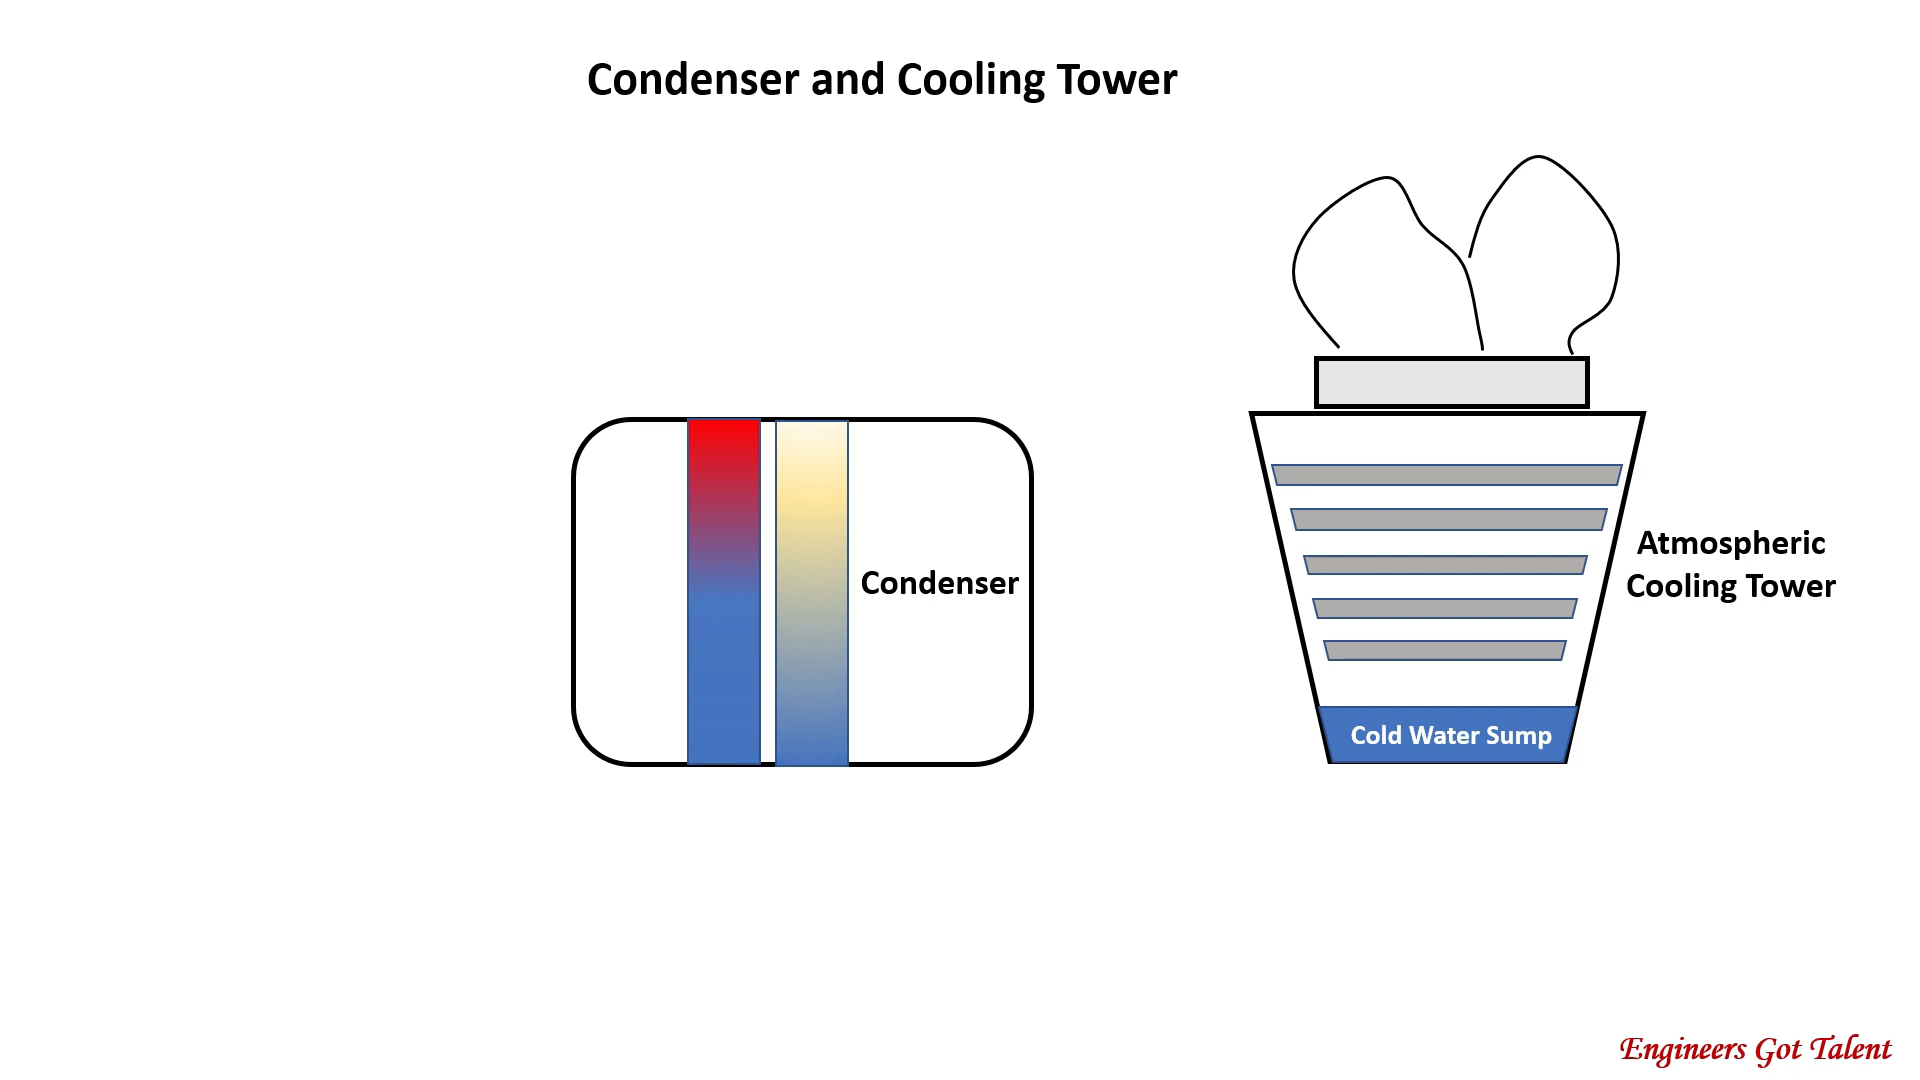 Condenser and Cooling Tower
Condenser
Atmospheric
Cooling Tower
Cold Water Sump
Engineers Got Talent